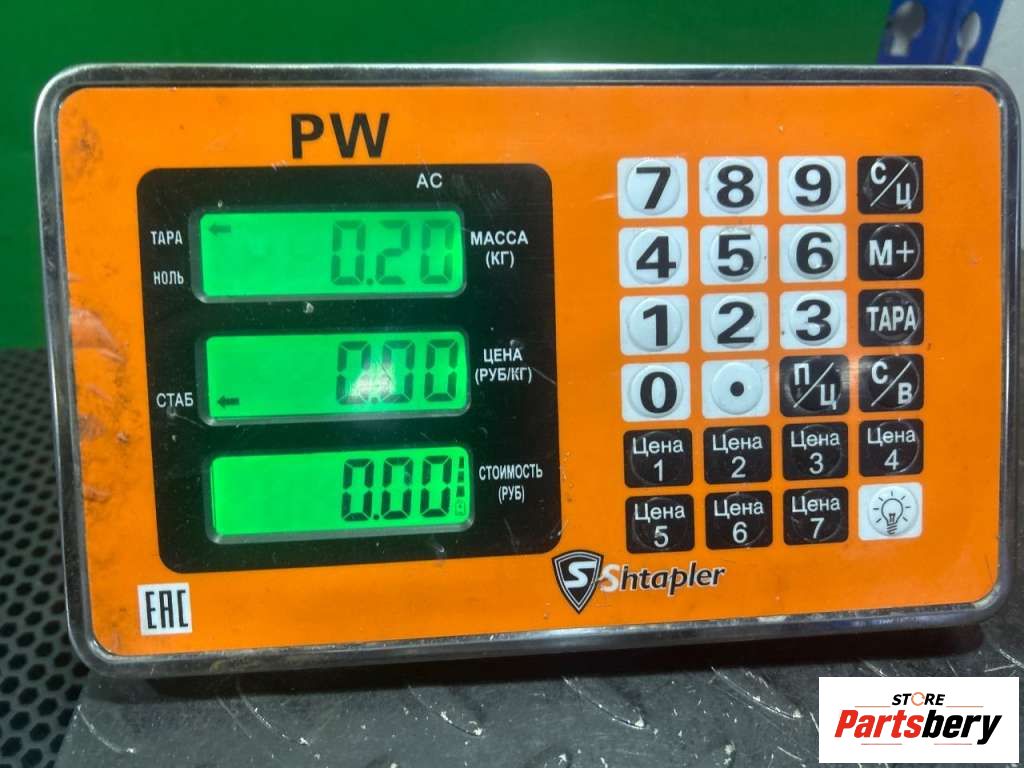 PW
AC
ТАРА
НОЛЬ
0.20
МАССА
(КГ)
СТАБ
0.00
ЦЕНА
(РУБ/КГ)
0.00
СТОИМОСТЬ
(РУБ)
7 8 9 С/Ц
4 5 6 М+
1 2 3 ТАРА
0 • П/Ц С/В
Цена 1 Цена 2 Цена 3 Цена 4
Цена 5 Цена 6 Цена 7
S Shtapler
EAC
STORE
Partsbery